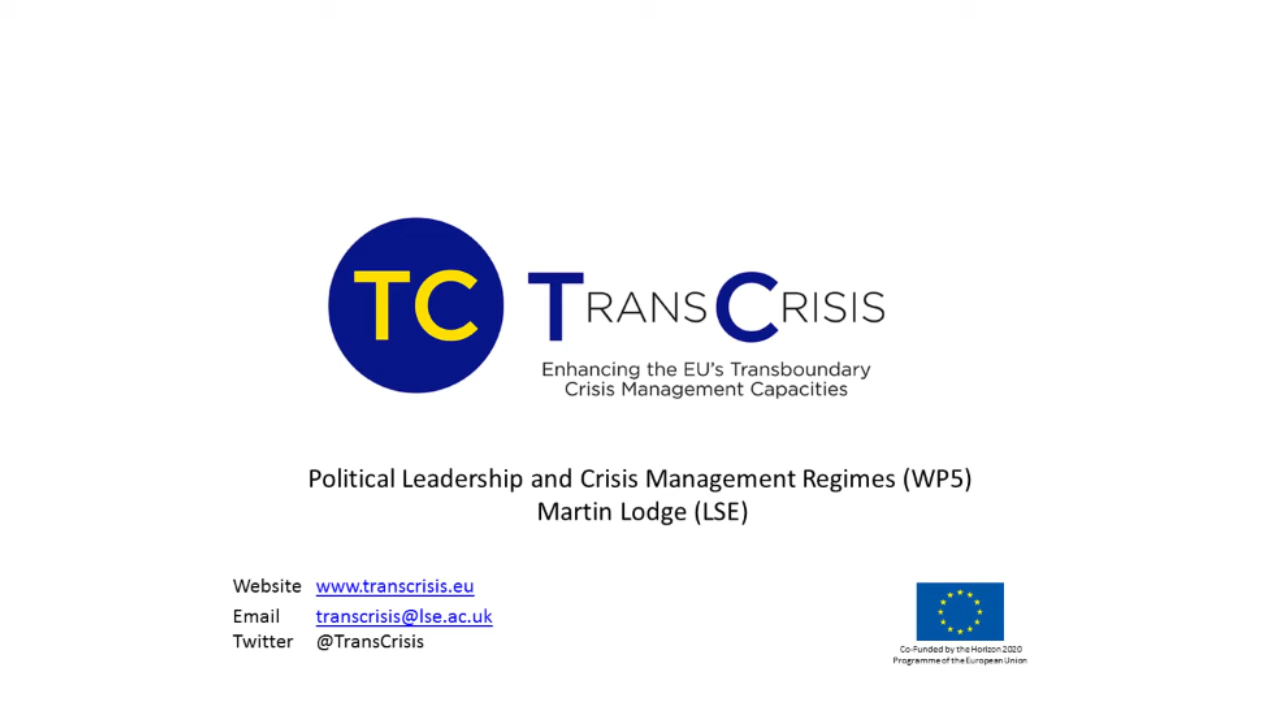 TC TRANSCRISIS
Enhancing the EU's Transboundary
Crisis Management Capacities
Political Leadership and Crisis Management Regimes (WP5)
Martin Lodge (LSE)
Website www.transcrisis.eu
Email transcrisis@lse.ac.uk
Twitter @TransCrisis
Co-Funded by the Horizon 2020
Programme of the European Union